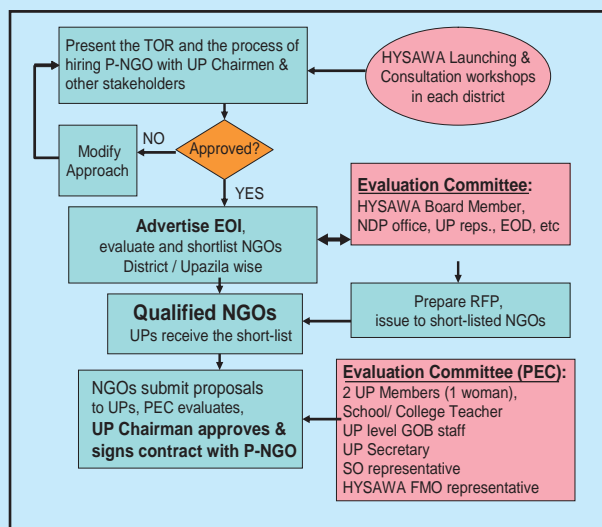 Present the TOR and the process of
hiring P-NGO with UP Chairmen &
other stakeholders
HYSAWA Launching &
Consultation workshops
in each district
NO
Approved?
Modify
Approach
YES
Advertise EOI,
evaluate and shortlist NGOs
District / Upazila wise
Evaluation Committee:
HYSAWA Board Member,
NDP office, UP reps., EOD, etc
Qualified NGOs
UPs receive the short-list
Prepare RFP,
issue to short-listed NGOs
NGOs submit proposals
to UPs, PEC evaluates,
UP Chairman approves &
signs contract with P-NGO
Evaluation Committee (PEC):
2 UP Members (1 woman),
School/ College Teacher
UP level GOB staff
UP Secretary
SO representative
HYSAWA FMO representative